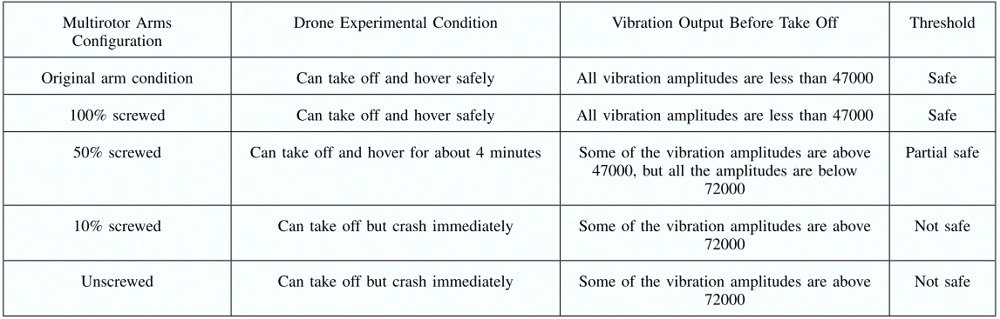 Multirotor Arms
Configuration
Drone Experimental Condition
Vibration Output Before Take Off
Threshold
Original arm condition
Can take off and hover safely
All vibration amplitudes are less than 47000
Safe
100% screwed
Can take off and hover safely
All vibration amplitudes are less than 47000
Safe
50% screwed
Can take off and hover for about 4 minutes
Some of the vibration amplitudes are above
47000, but all the amplitudes are below
72000
Partial safe
10% screwed
Can take off but crash immediately
Some of the vibration amplitudes are above
72000
Not safe
Unscrewed
Can take off but crash immediately
Some of the vibration amplitudes are above
72000
Not safe